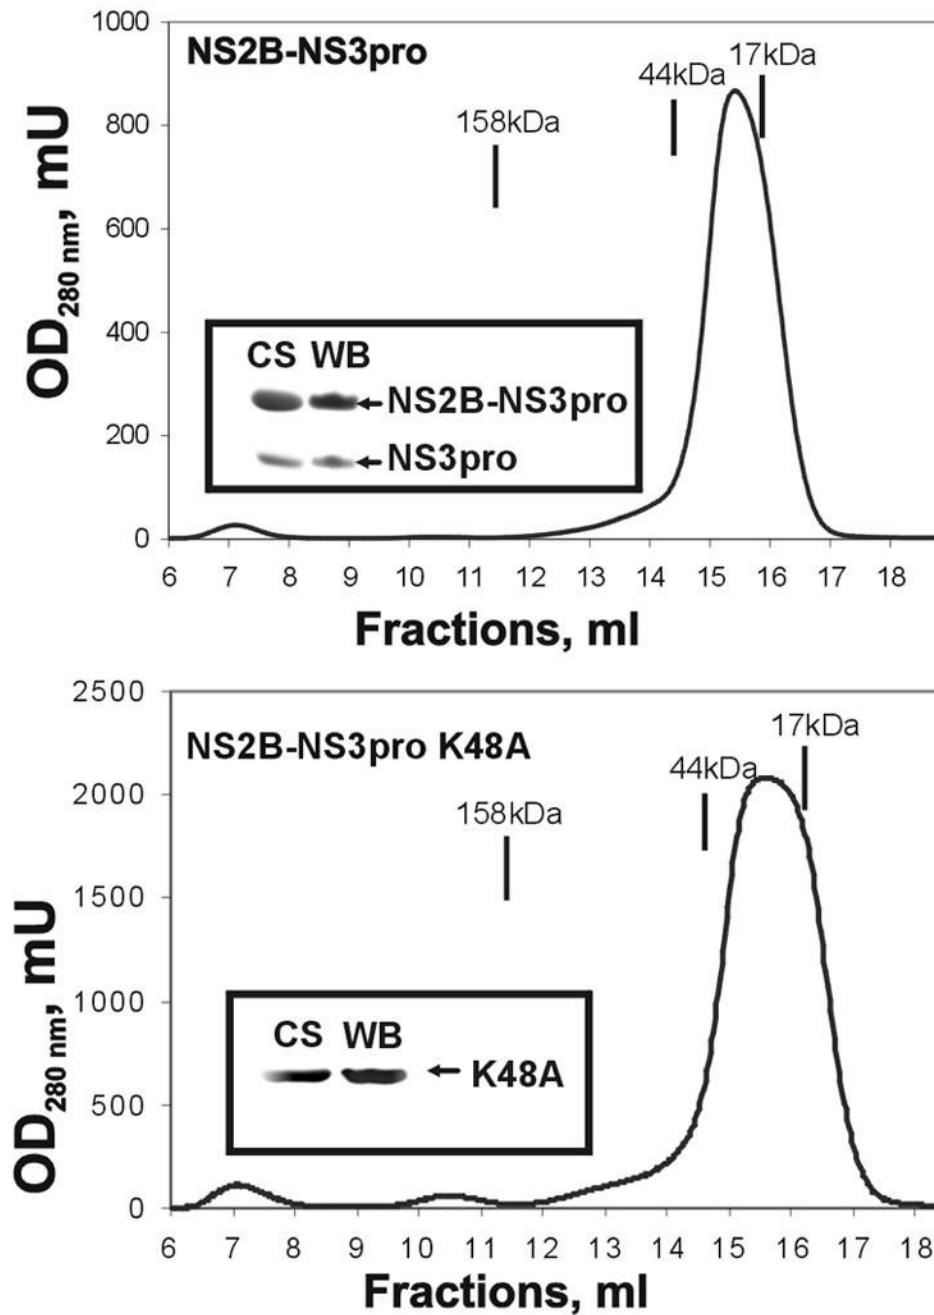 1000
NS2B-NS3pro
17kDa
44kDa
158kDa
800
600
400
200
0
OD280 nm, mU
CS WB
NS2B-NS3pro
NS3pro
6 7 8 9 10 11 12 13 14 15 16 17 18
Fractions, ml
2500
NS2B-NS3pro K48A
17kDa
44kDa
158kDa
2000
1500
1000
500
0
OD280 nm, mU
CS WB
K48A
6 7 8 9 10 11 12 13 14 15 16 17 18
Fractions, ml